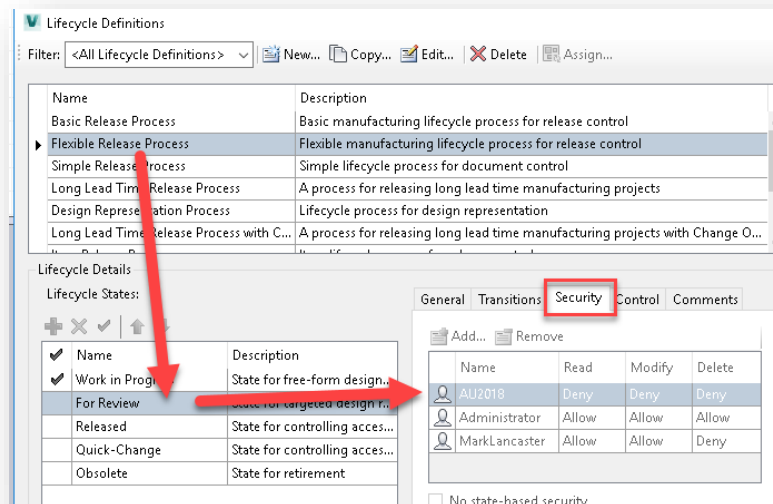 Lifecycle Definitions
Filter: <All Lifecycle Definitions> New... Copy... Edit... Delete Assign...
Name Description
Basic Release Process Basic manufacturing lifecycle process for release control
Flexible Release Process Flexible manufacturing lifecycle process for release control
Simple Release Process Simple lifecycle process for document control
Long Lead Time Release Process A process for releasing long lead time manufacturing projects
Design Representation Process Lifecycle process for design representation
Long Lead Time Release Process with C... A process for releasing long lead time manufacturing projects with Change O...
Lifecycle Details
Lifecycle States:
General Transitions Security Control Comments
Add... Remove
Name Description
Name Read Modify Delete
Work in Progress State for free-form design...
AU2018 Deny Deny Deny
For Review State for targeted design r...
Administrator Allow Allow Allow
Released State for controlling acces...
MarkLancaster Allow Allow Deny
Quick-Change State for controlling acces...
Obsolete State for retirement
No state-based security